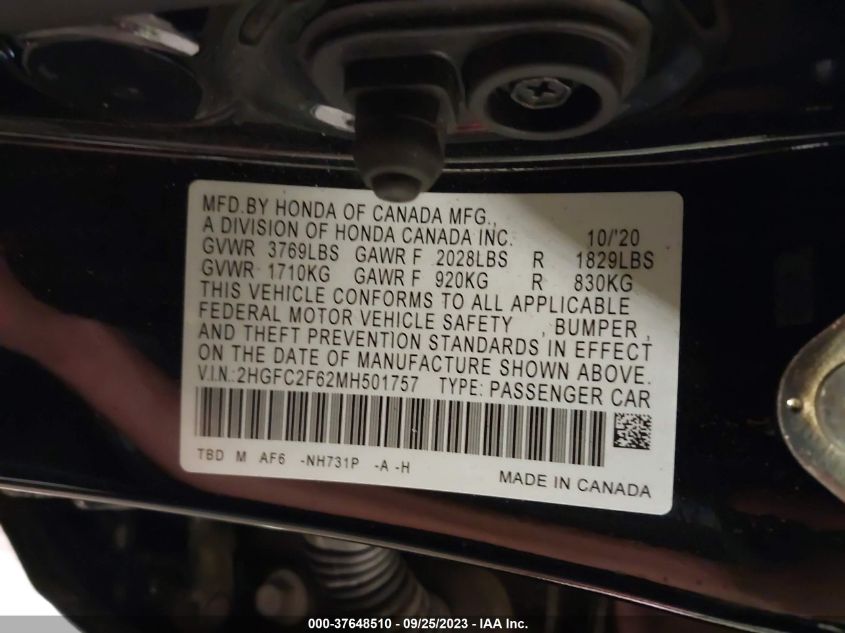 MFD.BY HONDA OF CANADA MFG.,
A DIVISION OF HONDA CANADA INC. 10/'20
GVWR 3769LBS GAWR F 2028LBS R 1829LBS
GVWR 1710KG GAWR F 920KG R 830KG
THIS VEHICLE CONFORMS TO ALL APPLICABLE
FEDERAL MOTOR VEHICLE SAFETY , BUMPER ,
AND THEFT PREVENTION STANDARDS IN EFFECT
ON THE DATE OF MANUFACTURE SHOWN ABOVE.
V.I.N.:2HGFC2F62MH501757 TYPE: PASSENGER CAR
TBD M AF6 -NH731P -A -H
MADE IN CANADA
000-37648510 / 09/25/2023 / IAA Inc.